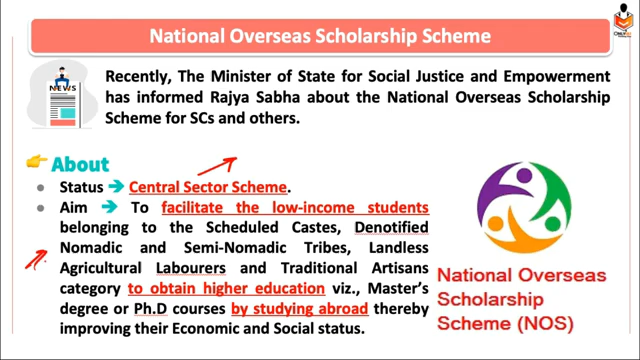 National Overseas Scholarship Scheme
NEWS
Recently, The Minister of State for Social Justice and Empowerment
has informed Rajya Sabha about the National Overseas Scholarship
Scheme for SCs and others.
About
Status Central Sector Scheme.
Aim To facilitate the low-income students
belonging to the Scheduled Castes, Denotified
Nomadic and Semi-Nomadic Tribes, Landless
Agricultural Labourers and Traditional Artisans
category to obtain higher education viz., Master's
degree or Ph.D courses by studying abroad thereby
improving their Economic and Social status.
National Overseas
Scholarship
Scheme (NOS)